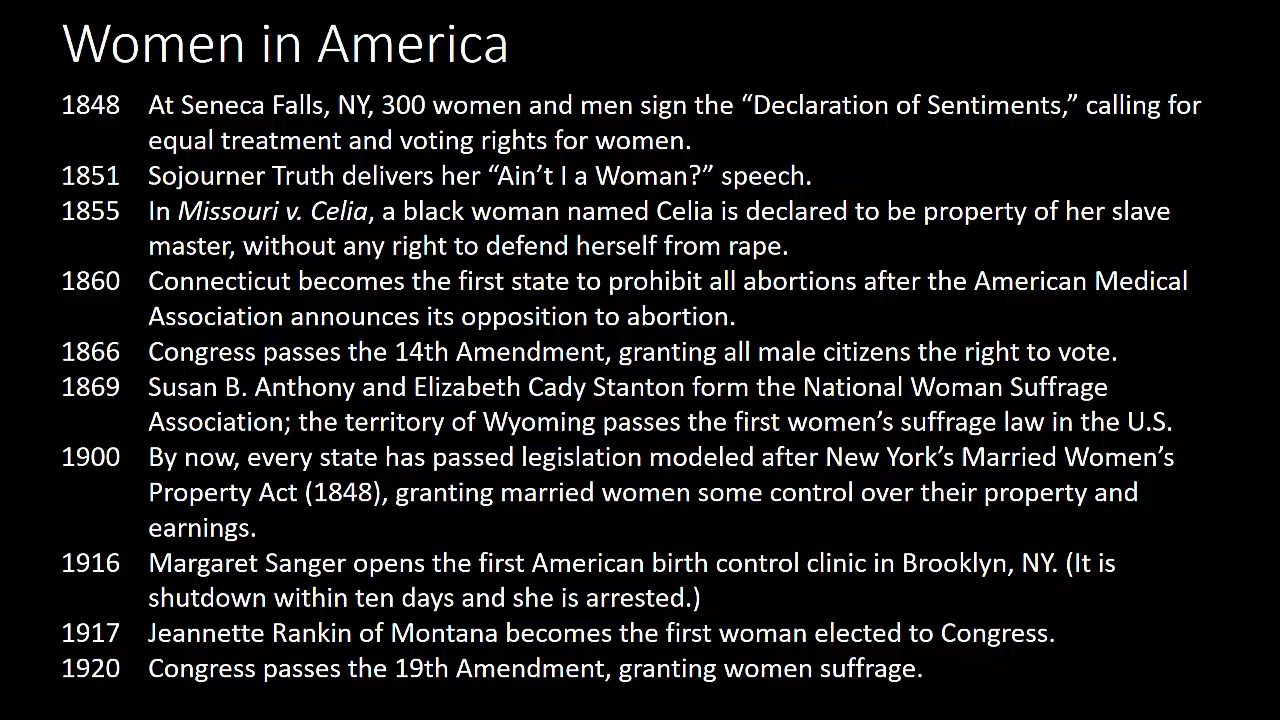 Women in America
1848 At Seneca Falls, NY, 300 women and men sign the “Declaration of Sentiments,” calling for
equal treatment and voting rights for women.
1851 Sojourner Truth delivers her “Ain’t I a Woman?” speech.
1855 In Missouri v. Celia, a black woman named Celia is declared to be property of her slave
master, without any right to defend herself from rape.
1860 Connecticut becomes the first state to prohibit all abortions after the American Medical
Association announces its opposition to abortion.
1866 Congress passes the 14th Amendment, granting all male citizens the right to vote.
1869 Susan B. Anthony and Elizabeth Cady Stanton form the National Woman Suffrage
Association; the territory of Wyoming passes the first women’s suffrage law in the U.S.
1900 By now, every state has passed legislation modeled after New York’s Married Women’s
Property Act (1848), granting married women some control over their property and
earnings.
1916 Margaret Sanger opens the first American birth control clinic in Brooklyn, NY. (It is
shutdown within ten days and she is arrested.)
1917 Jeannette Rankin of Montana becomes the first woman elected to Congress.
1920 Congress passes the 19th Amendment, granting women suffrage.